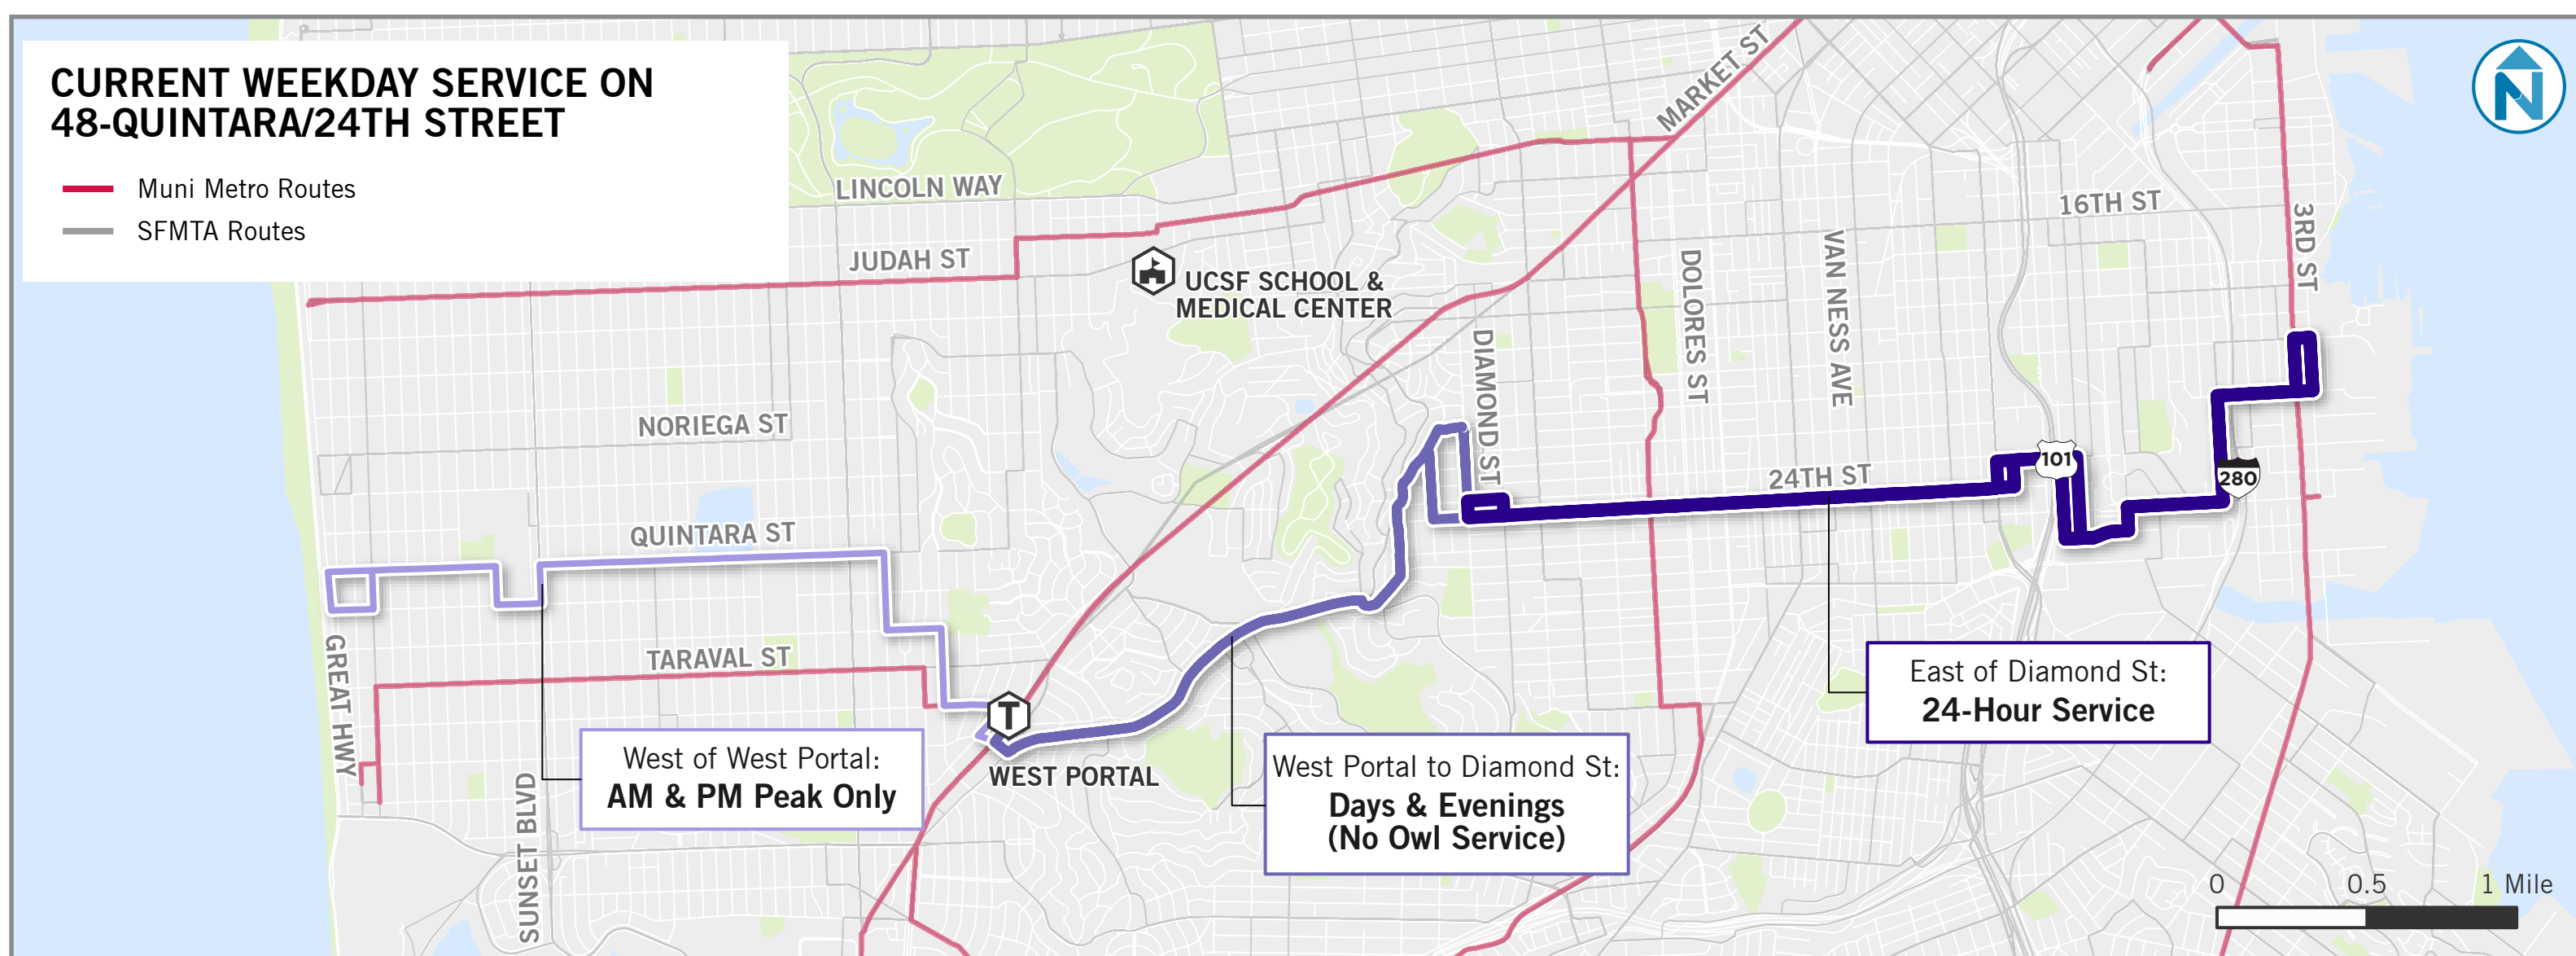 CURRENT WEEKDAY SERVICE ON
48-QUINTARA/24TH STREET
Muni Metro Routes
SFMTA Routes
N
MARKET ST
LINCOLN WAY
JUDAH ST
UCSF SCHOOL &
MEDICAL CENTER
16TH ST
3RD ST
DOLORES ST
VAN NESS AVE
DIAMOND ST
NORIEGA ST
24TH ST
101
280
QUINTARA ST
TARAVAL ST
GREAT HWY
SUNSET BLVD
T
WEST PORTAL
West of West Portal:
AM & PM Peak Only
West Portal to Diamond St:
Days & Evenings
(No Owl Service)
East of Diamond St:
24-Hour Service
0 0.5 1 Mile